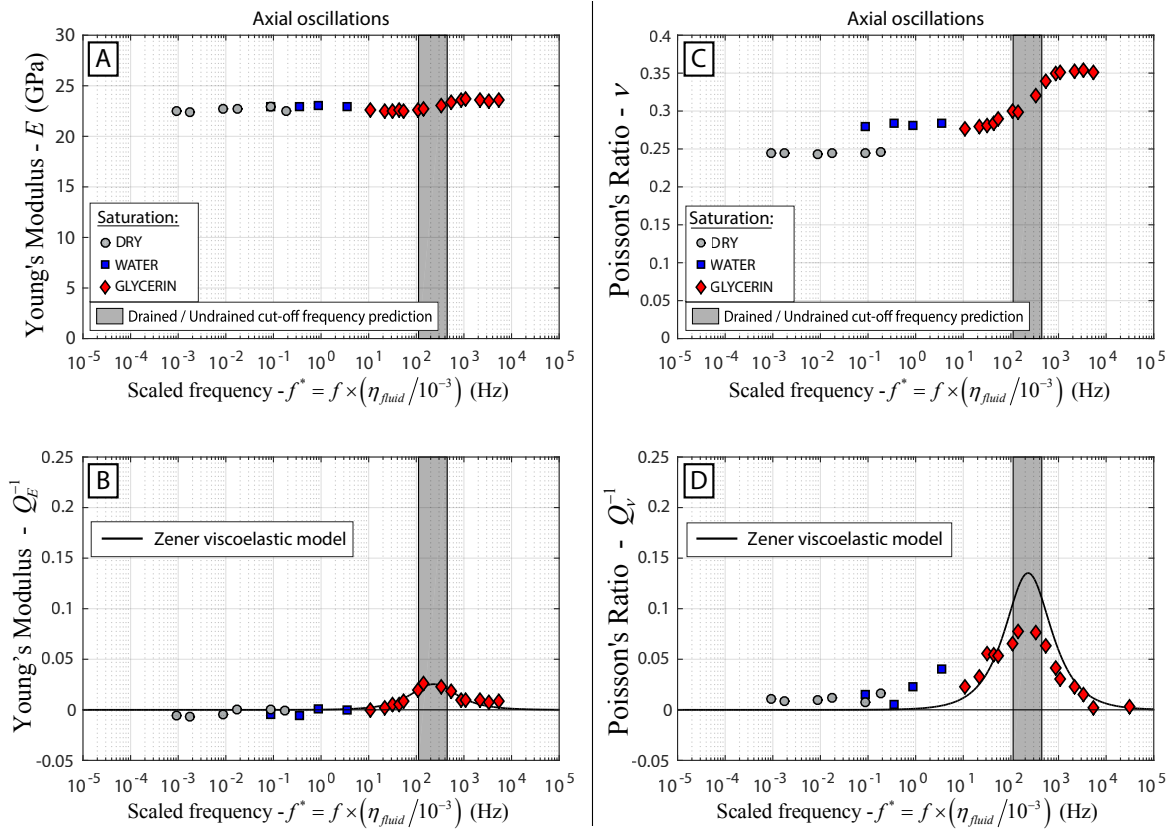 Axial oscillations
A
Young's Modulus - E (GPa)
30
25
20
15
10
5
0
Saturation:
DRY
WATER
GLYCERIN
Drained / Undrained cut-off frequency prediction
10^-5 10^-4 10^-3 10^-2 10^-1 10^0 10^1 10^2 10^3 10^4 10^5
Scaled frequency - f* = f × (η_fluid/10^-3) (Hz)
B
Young's Modulus - Q_E^-1
0.25
0.2
0.15
0.1
0.05
0
-0.05
Zener viscoelastic model
10^-5 10^-4 10^-3 10^-2 10^-1 10^0 10^1 10^2 10^3 10^4 10^5
Scaled frequency - f* = f × (η_fluid/10^-3) (Hz)
Axial oscillations
C
Poisson's Ratio - ν
0.4
0.35
0.3
0.25
0.2
0.15
0.1
0.05
0
Saturation:
DRY
WATER
GLYCERIN
Drained / Undrained cut-off frequency prediction
10^-5 10^-4 10^-3 10^-2 10^-1 10^0 10^1 10^2 10^3 10^4 10^5
Scaled frequency - f* = f × (η_fluid/10^-3) (Hz)
D
Poisson's Ratio - Q_ν^-1
0.25
0.2
0.15
0.1
0.05
0
-0.05
Zener viscoelastic model
10^-5 10^-4 10^-3 10^-2 10^-1 10^0 10^1 10^2 10^3 10^4 10^5
Scaled frequency - f* = f × (η_fluid/10^-3) (Hz)